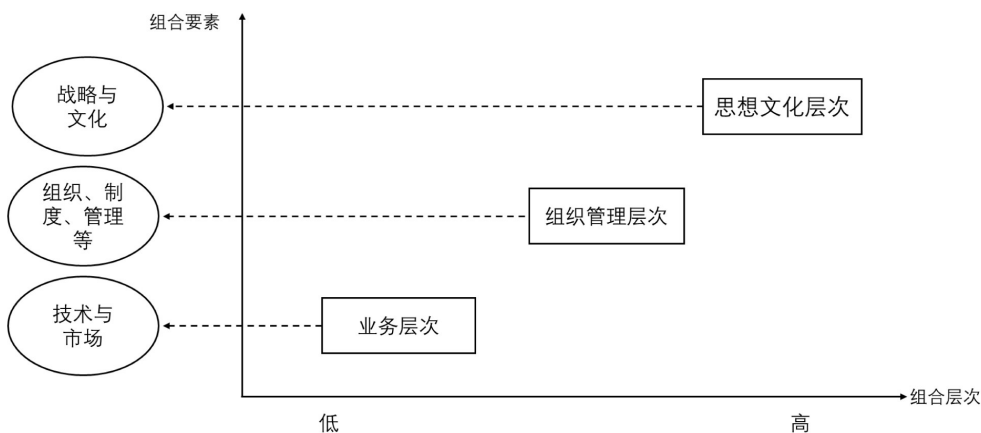 组合要素
战略与
文化
思想文化层次
组织、制
度、管理
等
组织管理层次
技术与
市场
业务层次
组合层次
低
高